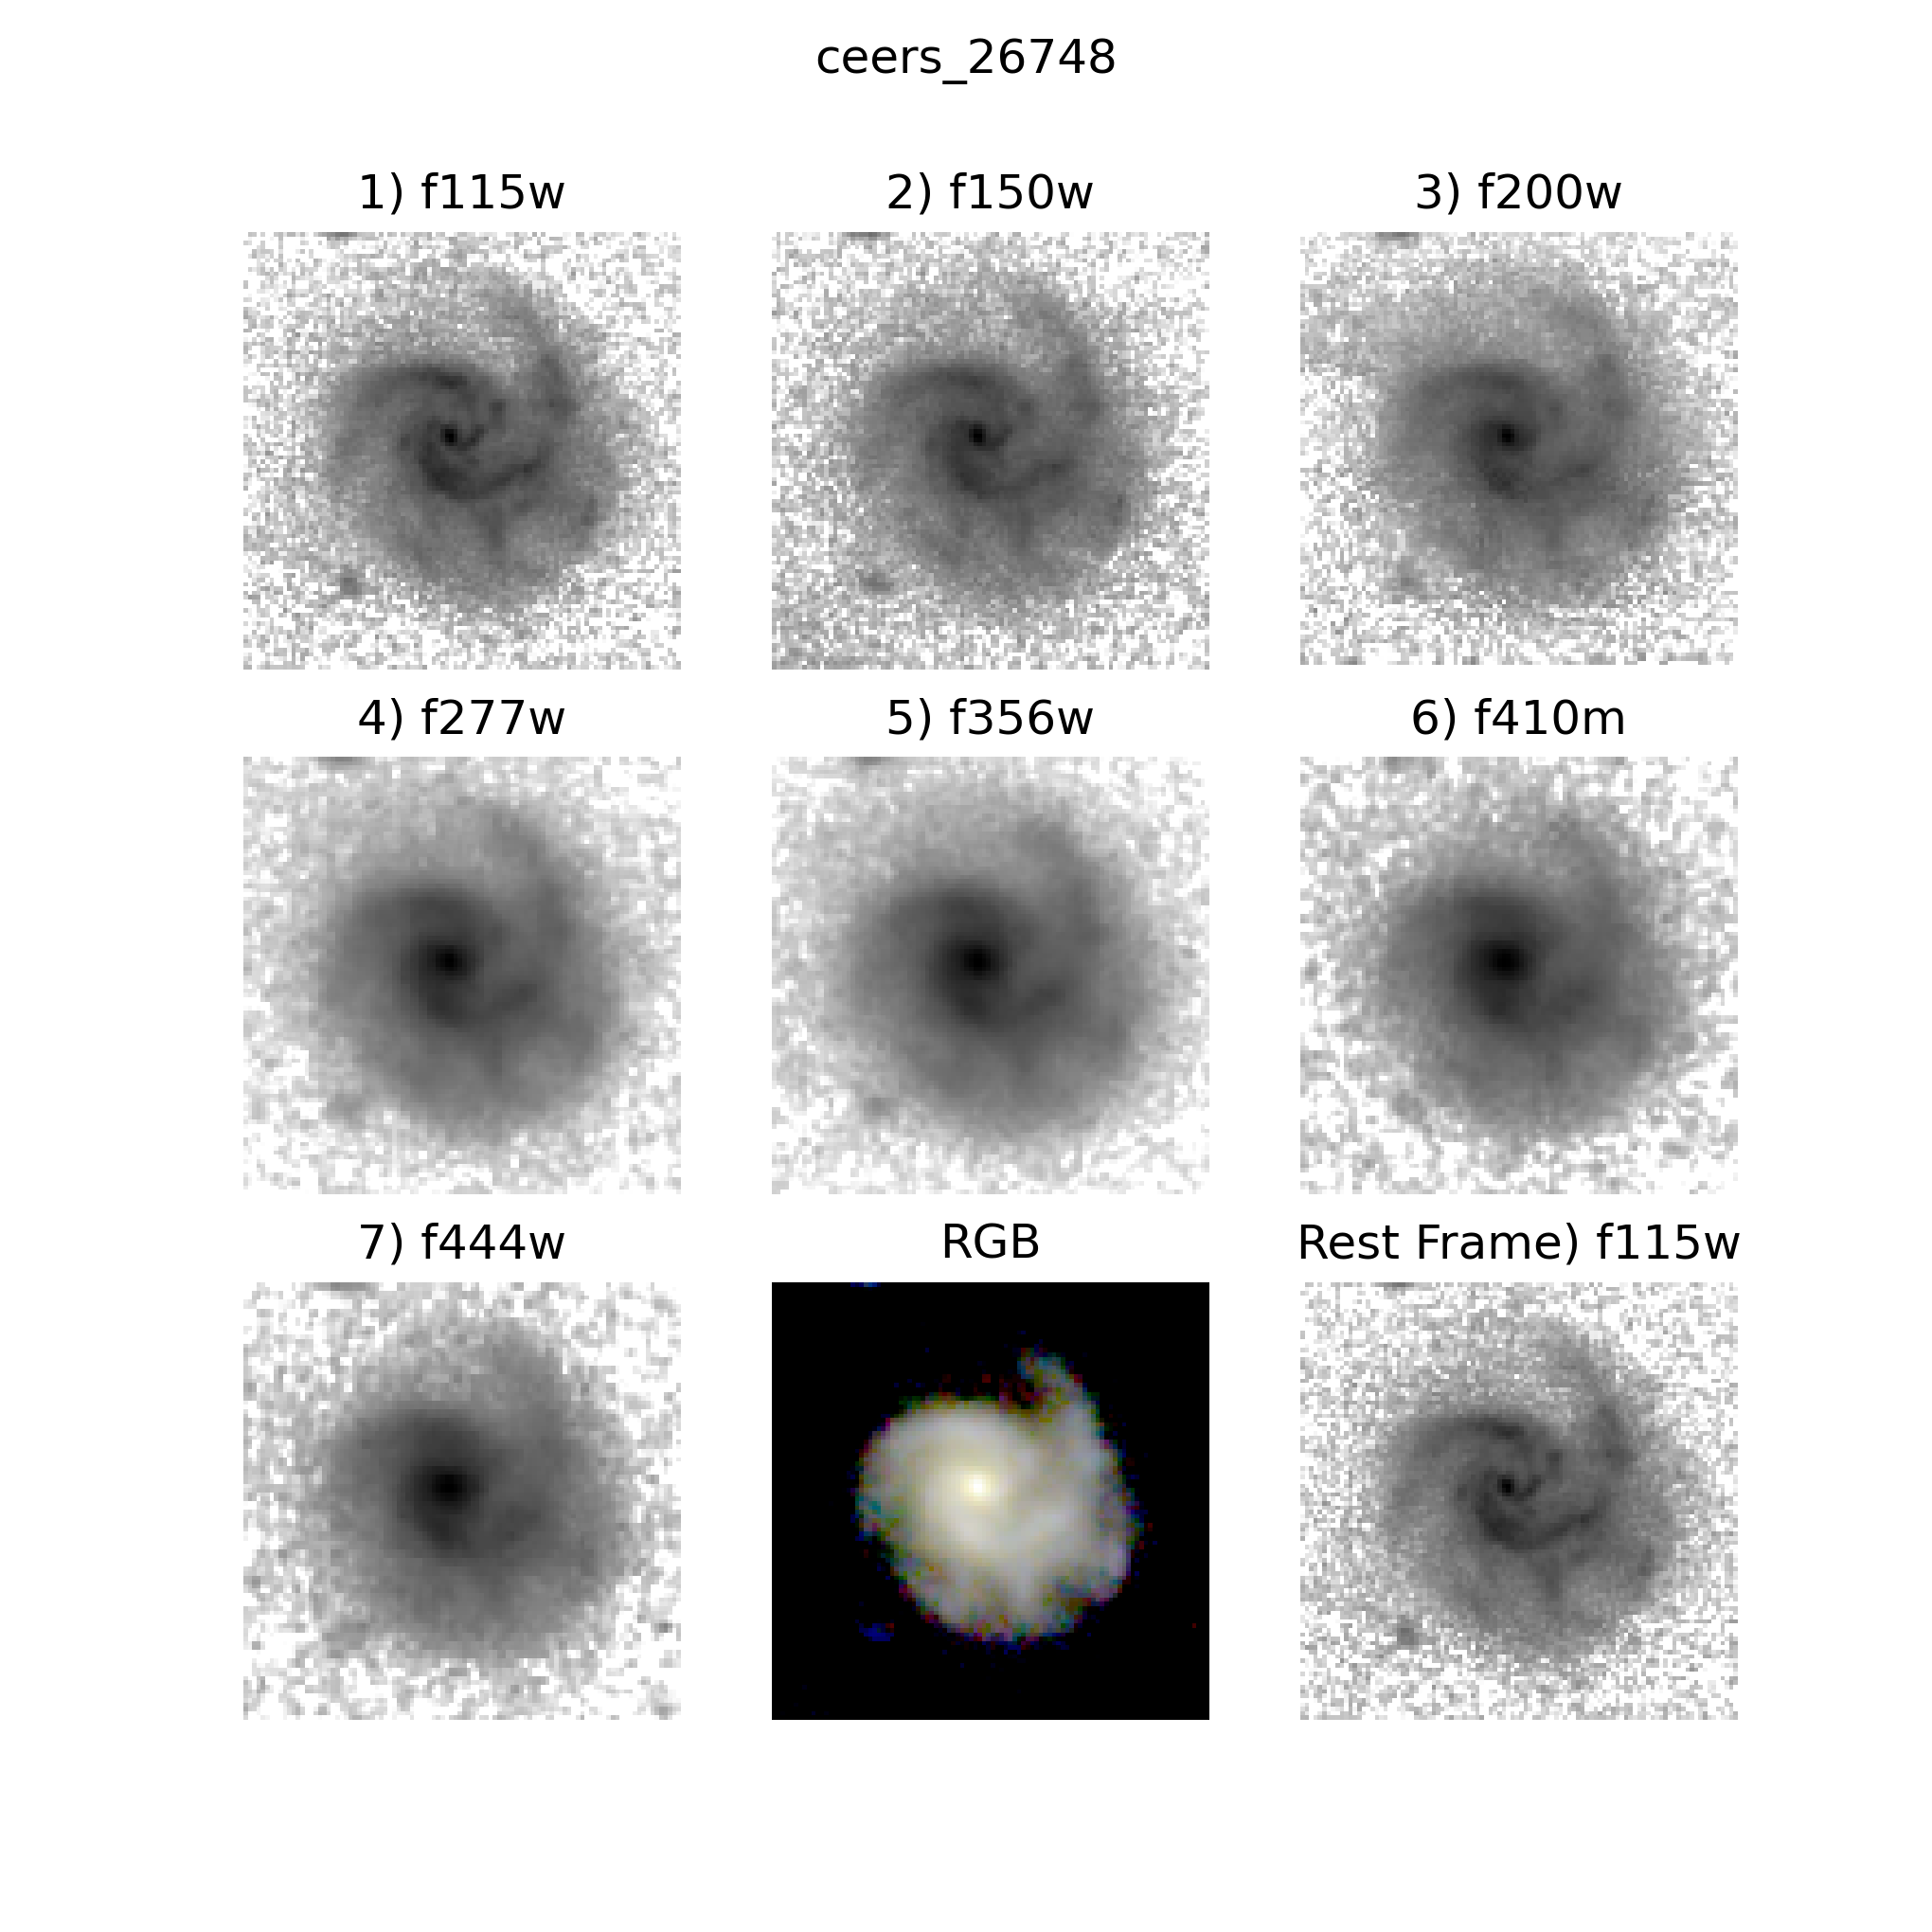 ceers_26748
1) f115w
2) f150w
3) f200w
4) f277w
5) f356w
6) f410m
7) f444w
RGB
Rest Frame) f115w